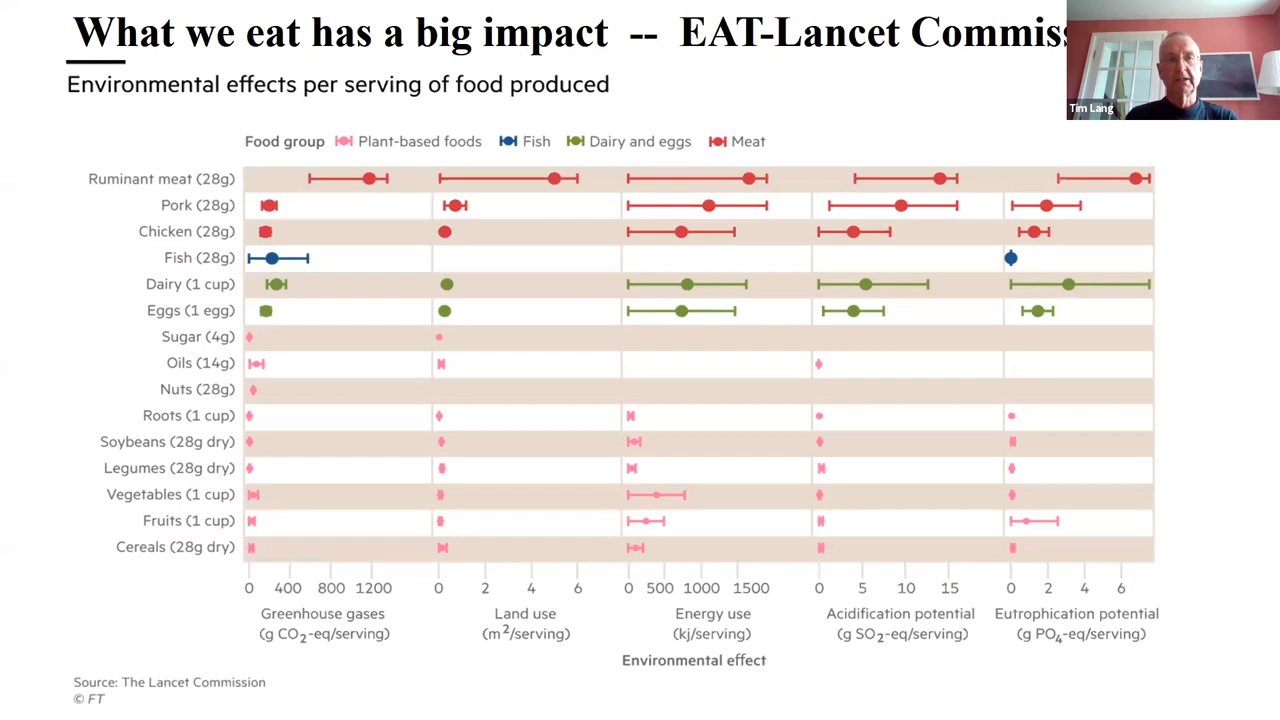 What we eat has a big impact -- EAT-Lancet Commiss
Tim Lang
Environmental effects per serving of food produced
Food group Plant-based foods Fish Dairy and eggs Meat
Ruminant meat (28g)
Pork (28g)
Chicken (28g)
Fish (28g)
Dairy (1 cup)
Eggs (1 egg)
Sugar (4g)
Oils (14g)
Nuts (28g)
Roots (1 cup)
Soybeans (28g dry)
Legumes (28g dry)
Vegetables (1 cup)
Fruits (1 cup)
Cereals (28g dry)
0 400 800 1200 0 2 4 6 0 500 1000 1500 0 5 10 15 0 2 4 6
Greenhouse gases Land use Energy use Acidification potential Eutrophication potential
(g CO2-eq/serving) (m²/serving) (kj/serving) (g SO2-eq/serving) (g PO4-eq/serving)
Environmental effect
Source: The Lancet Commission
© FT